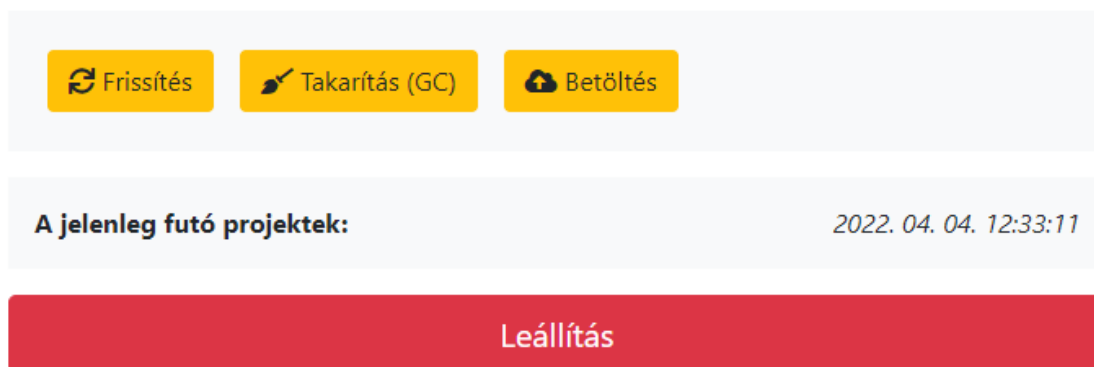 Frissítés Takarítás (GC) Betöltés
A jelenleg futó projektek: 2022. 04. 04. 12:33:11
Leállítás